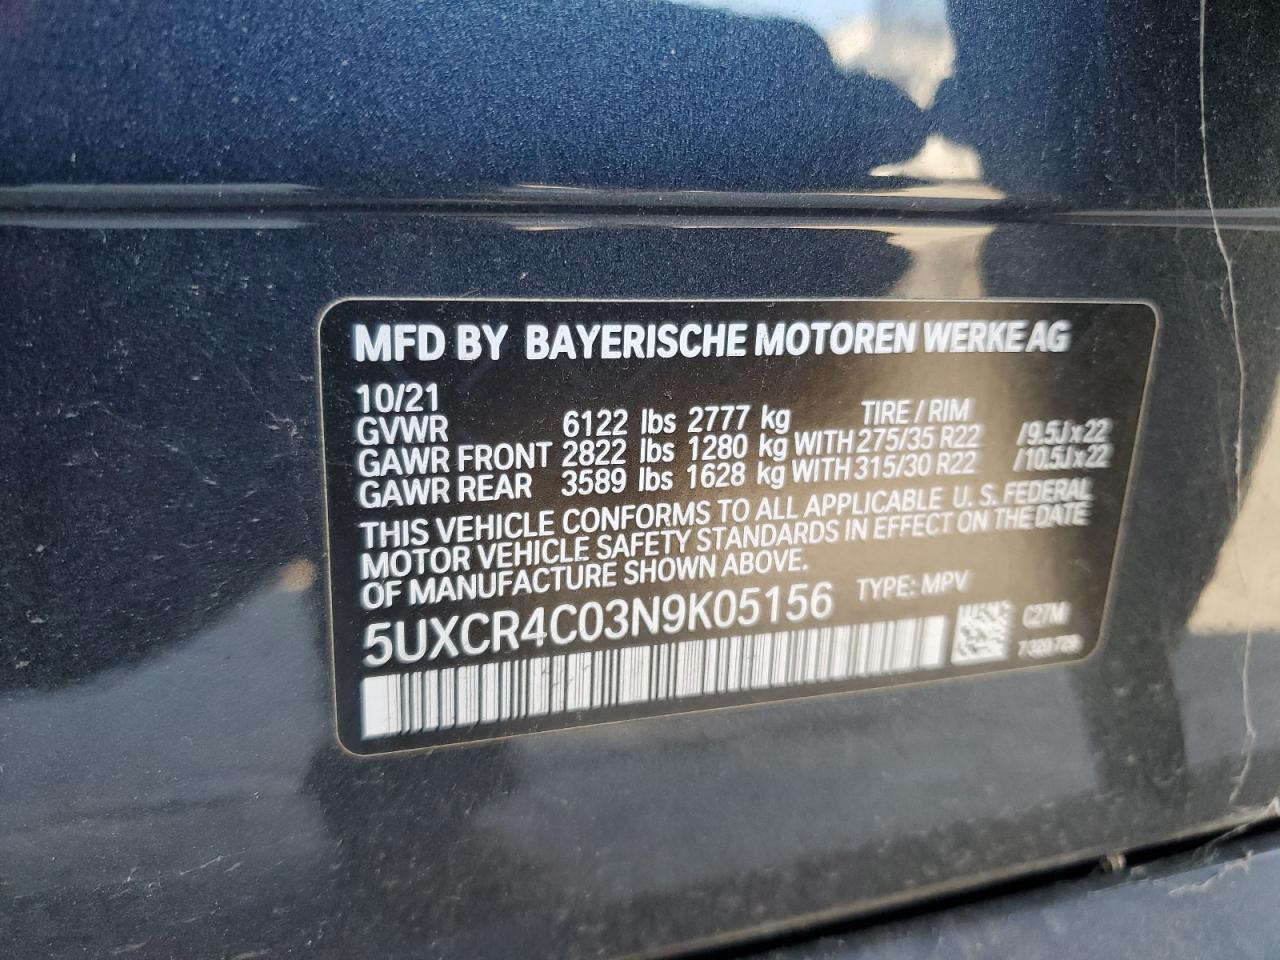 MFD BY BAYERISCHE MOTOREN WERKE AG
10/21
GVWR 6122 lbs 2777 kg TIRE / RIM
GAWR FRONT 2822 lbs 1280 kg WITH 275/35 R22 /9.5J x 22
GAWR REAR 3589 lbs 1628 kg WITH 315/30 R22 /10.5J x 22
THIS VEHICLE CONFORMS TO ALL APPLICABLE U. S. FEDERAL
MOTOR VEHICLE SAFETY STANDARDS IN EFFECT ON THE DATE
OF MANUFACTURE SHOWN ABOVE.
5UXCR4C03N9K05156 TYPE: MPV
C27M